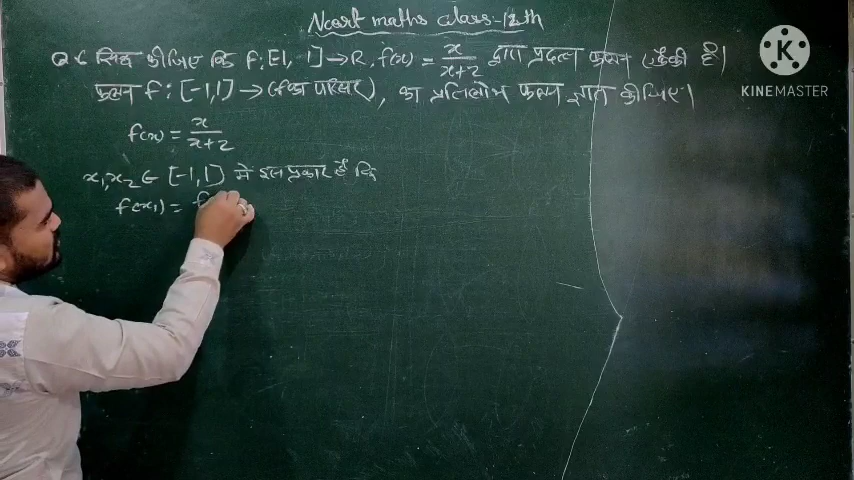 Ncert maths class-12th
Q6 सिद्ध कीजिए कि f: [-1, 1] → R, f(x) = x/(x+2) द्वारा प्रदत्त फलन एकैकी है।
फलन f: [-1,1] → (f का परिसर), का प्रतिलोम फलन ज्ञात कीजिए।
f(x) = x/(x+2)
x₁,x₂ ∈ [-1,1] में इस प्रकार है कि
f(x₁) = f
KINEMASTER